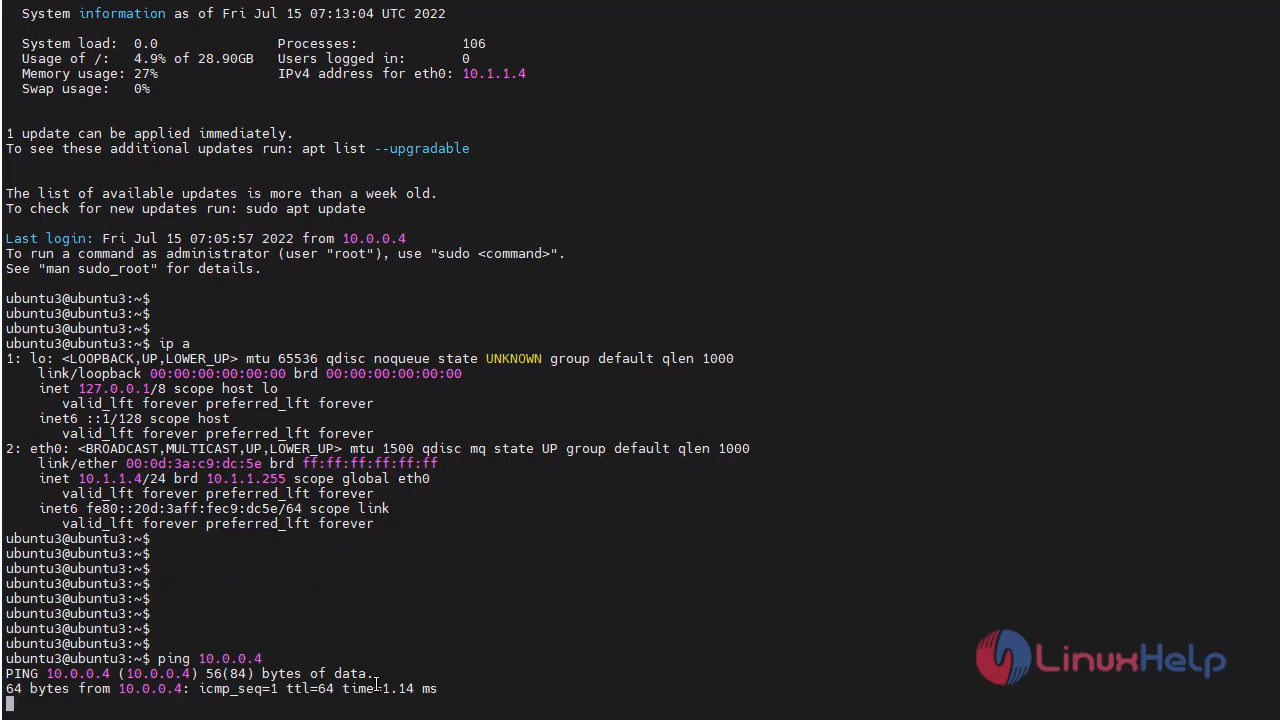 System information as of Fri Jul 15 07:13:04 UTC 2022
System load: 0.0 Processes: 106
Usage of /: 4.9% of 28.90GB Users logged in: 0
Memory usage: 27% IPv4 address for eth0: 10.1.1.4
Swap usage: 0%
1 update can be applied immediately.
To see these additional updates run: apt list --upgradable
The list of available updates is more than a week old.
To check for new updates run: sudo apt update
Last login: Fri Jul 15 07:05:57 2022 from 10.0.0.4
To run a command as administrator (user "root"), use "sudo <command>".
See "man sudo_root" for details.
ubuntu3@ubuntu3:~$
ubuntu3@ubuntu3:~$
ubuntu3@ubuntu3:~$
ubuntu3@ubuntu3:~$ ip a
1: lo: <LOOPBACK,UP,LOWER_UP> mtu 65536 qdisc noqueue state UNKNOWN group default qlen 1000
link/loopback 00:00:00:00:00:00 brd 00:00:00:00:00:00
inet 127.0.0.1/8 scope host lo
valid_lft forever preferred_lft forever
inet6 ::1/128 scope host
valid_lft forever preferred_lft forever
2: eth0: <BROADCAST,MULTICAST,UP,LOWER_UP> mtu 1500 qdisc mq state UP group default qlen 1000
link/ether 00:0d:3a:c9:dc:5e brd ff:ff:ff:ff:ff:ff
inet 10.1.1.4/24 brd 10.1.1.255 scope global eth0
valid_lft forever preferred_lft forever
inet6 fe80::20d:3aff:fec9:dc5e/64 scope link
valid_lft forever preferred_lft forever
ubuntu3@ubuntu3:~$
ubuntu3@ubuntu3:~$
ubuntu3@ubuntu3:~$
ubuntu3@ubuntu3:~$
ubuntu3@ubuntu3:~$
ubuntu3@ubuntu3:~$
ubuntu3@ubuntu3:~$
ubuntu3@ubuntu3:~$
ubuntu3@ubuntu3:~$ ping 10.0.0.4
PING 10.0.0.4 (10.0.0.4) 56(84) bytes of data.
64 bytes from 10.0.0.4: icmp_seq=1 ttl=64 time=1.14 ms
LinuxHelp